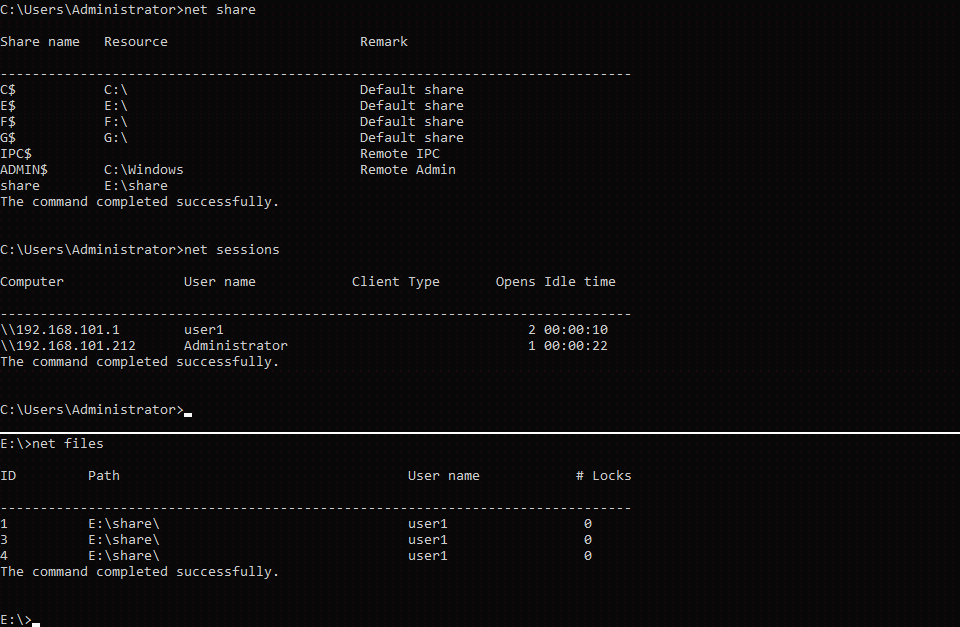 C:\Users\Administrator>net share
Share name   Resource                        Remark
-------------------------------------------------------------------------------
C$           C:\                             Default share
E$           E:\                             Default share
F$           F:\                             Default share
G$           G:\                             Default share
IPC$                                         Remote IPC
ADMIN$       C:\Windows                      Remote Admin
share        E:\share
The command completed successfully.
C:\Users\Administrator>net sessions
Computer               User name            Client Type       Opens Idle time
-------------------------------------------------------------------------------
\\192.168.101.1        user1                                      2 00:00:10
\\192.168.101.212      Administrator                              1 00:00:22
The command completed successfully.
C:\Users\Administrator>
E:\>net files
ID         Path                                    User name            # Locks
-------------------------------------------------------------------------------
1          E:\share\                               user1                 0
3          E:\share\                               user1                 0
4          E:\share\                               user1                 0
The command completed successfully.
E:\>